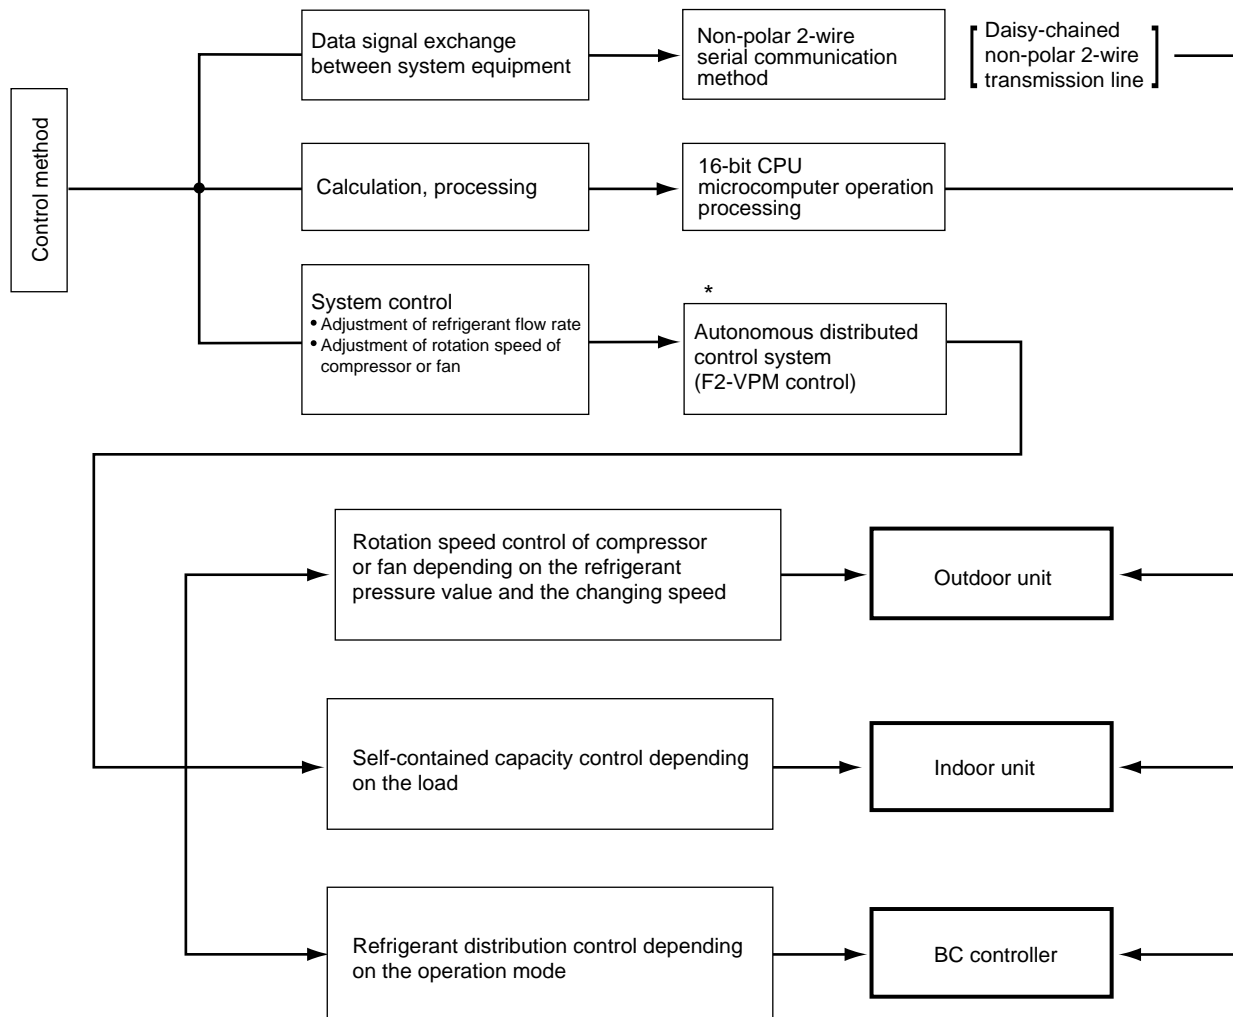 Control method
Data signal exchange
between system equipment
Non-polar 2-wire
serial communication
method
Daisy-chained
non-polar 2-wire
transmission line
Calculation, processing
16-bit CPU
microcomputer operation
processing
System control
• Adjustment of refrigerant flow rate
• Adjustment of rotation speed of
compressor or fan
*
Autonomous distributed
control system
(F2-VPM control)
Rotation speed control of compressor
or fan depending on the refrigerant
pressure value and the changing speed
Outdoor unit
Self-contained capacity control depending
on the load
Indoor unit
Refrigerant distribution control depending
on the operation mode
BC controller